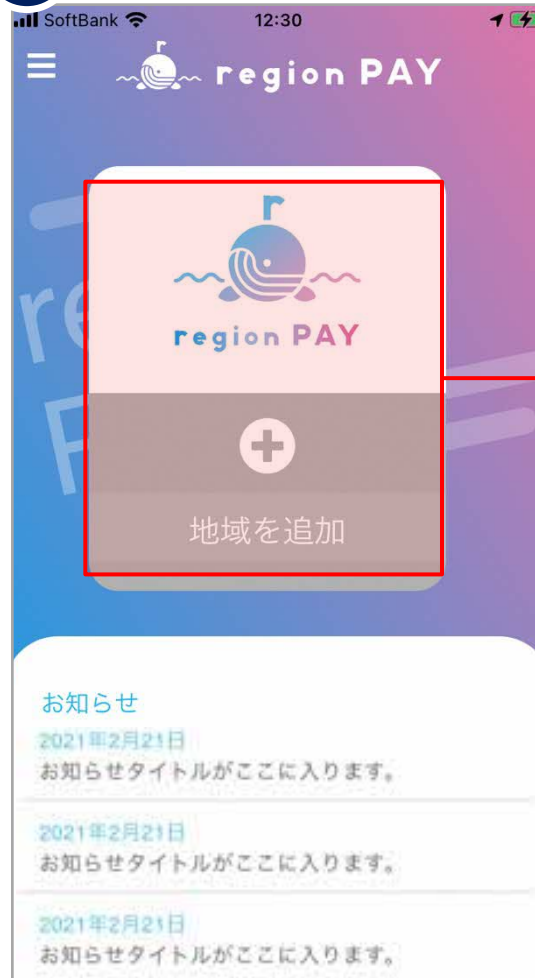 SoftBank 12:30
region PAY
r
region PAY
地域を追加
お知らせ
2021年2月21日
お知らせタイトルがここに入ります。
2021年2月21日
お知らせタイトルがここに入ります。
2021年2月21日
お知らせタイトルがここに入ります。